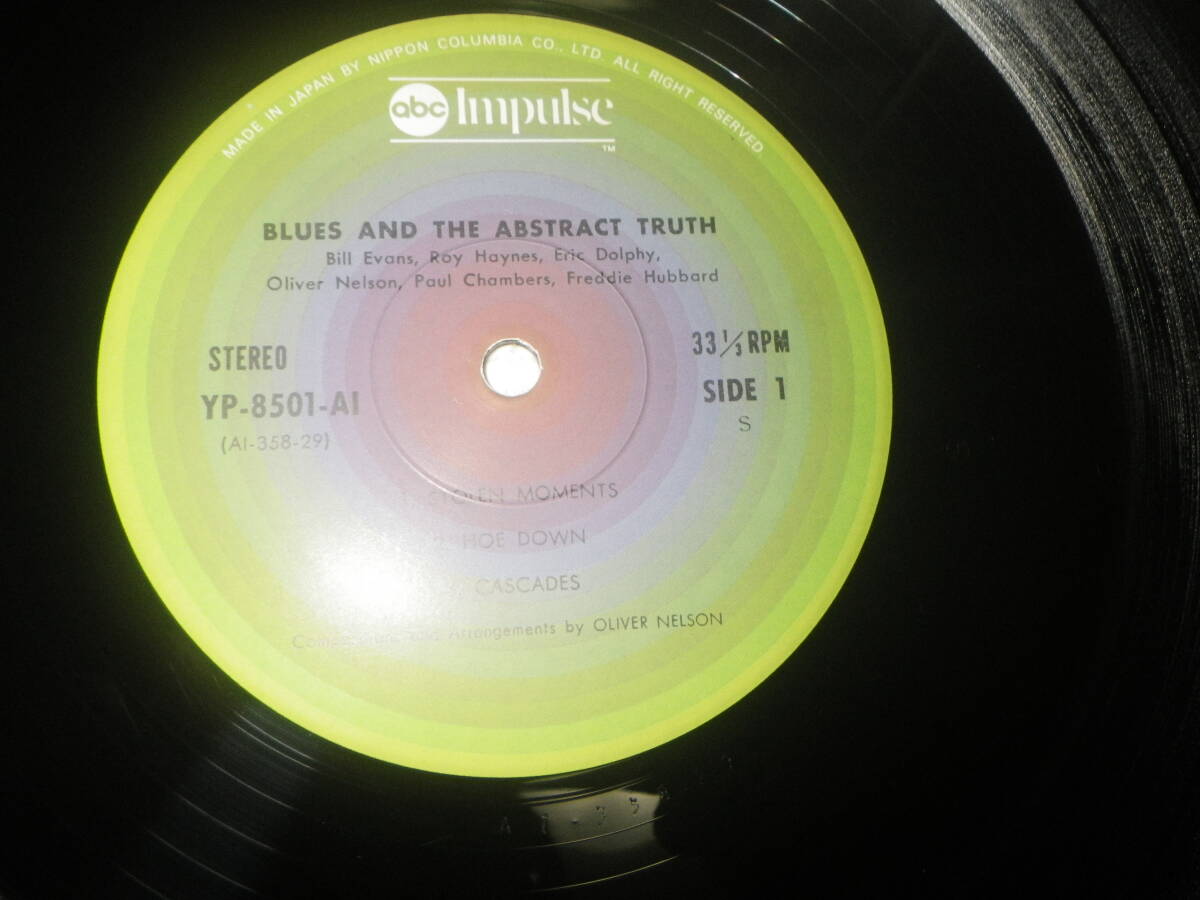 MADE IN JAPAN BY NIPPON COLUMBIA CO., LTD. ALL RIGHT RESERVED
abc Impulse
TM
BLUES AND THE ABSTRACT TRUTH
Bill Evans, Roy Haynes, Eric Dolphy,
Oliver Nelson, Paul Chambers, Freddie Hubbard
STEREO 33 1/3 RPM
YP-8501-AI SIDE 1
(AI-358-29) S
STOLEN MOMENTS
HOE DOWN
CASCADES
Arrangements by OLIVER NELSON